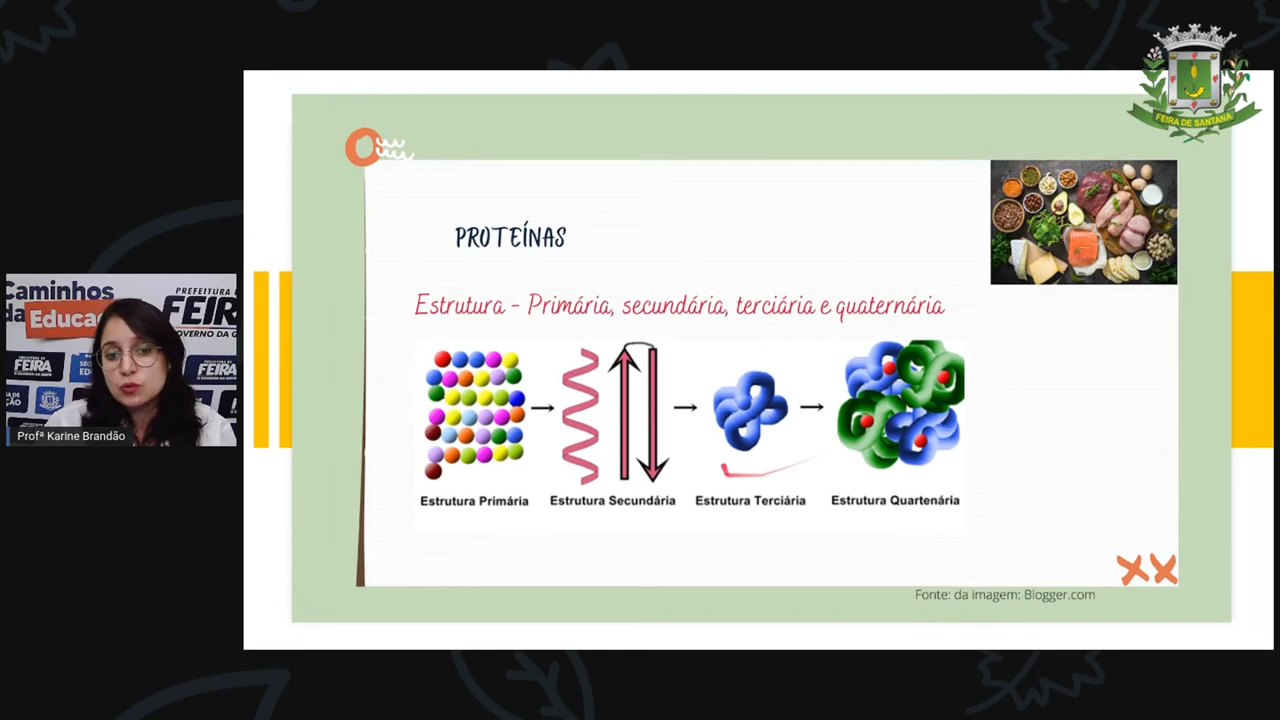 FEIRA DE SANTANA
PROTEÍNAS
Estrutura - Primária, secundária, terciária e quaternária
Estrutura Primária
Estrutura Secundária
Estrutura Terciária
Estrutura Quartenária
Fonte: da imagem: Blogger.com
Caminhos
da
Educaç
PREFEITURA D
FEIR
GOVERNO DA G
FEIRA
FEIRA
Profª Karine Brandão